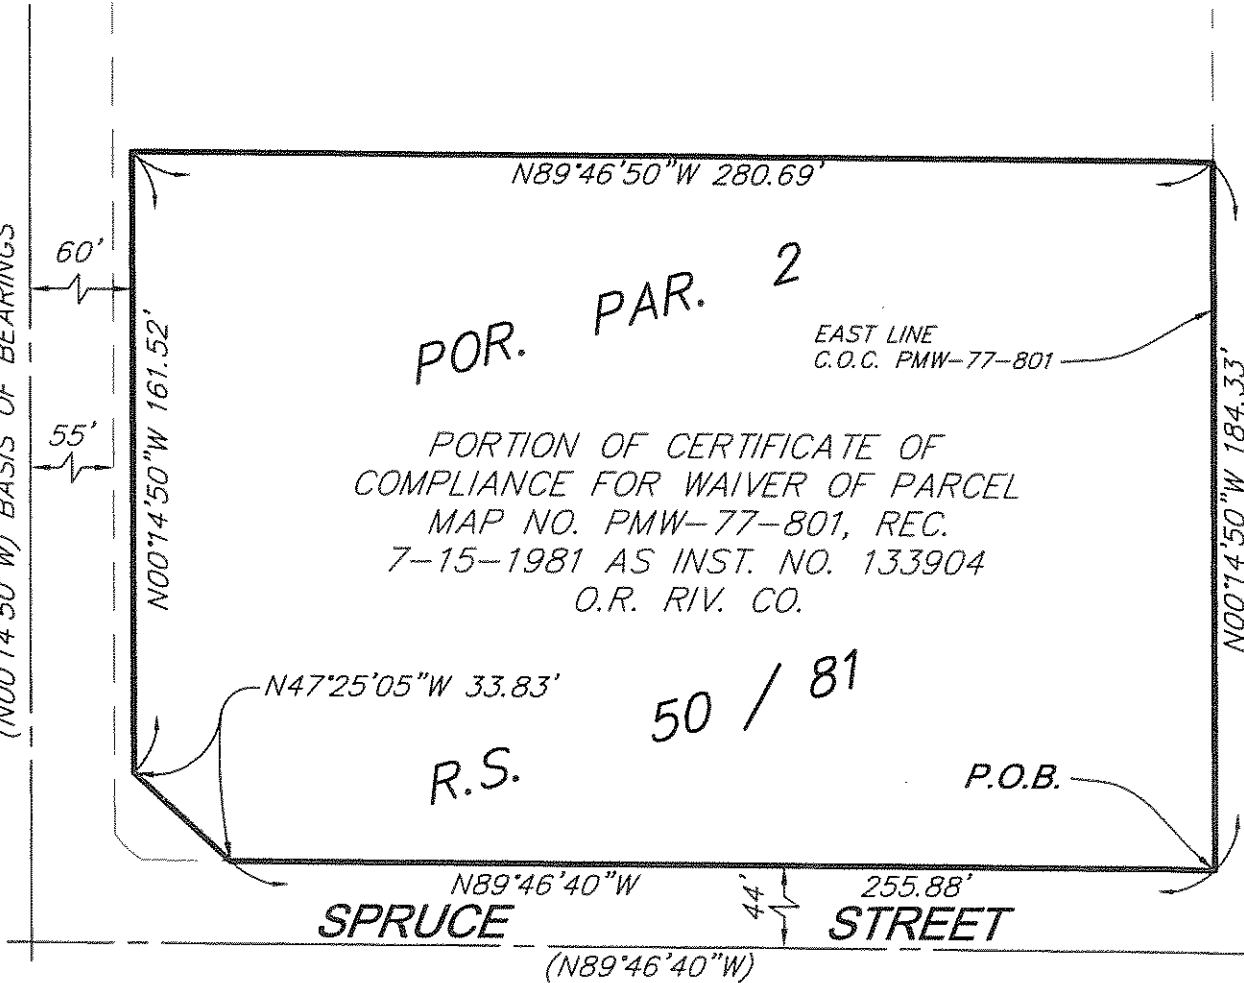 N89°46'50"W 280.69'
60'
POR. PAR. 2
EAST LINE
C.O.C. PMW-77-801
N00°14'50"W 161.52'
N00°14'50"W 184.33'
(N00°14'50"W) BASIS OF BEARINGS
55'
PORTION OF CERTIFICATE OF
COMPLIANCE FOR WAIVER OF PARCEL
MAP NO. PMW-77-801, REC.
7-15-1981 AS INST. NO. 133904
O.R. RIV. CO.
N47°25'05"W 33.83'
R.S. 50 / 81
P.O.B.
N89°46'40"W 255.88'
44'
SPRUCE STREET
(N89°46'40"W)